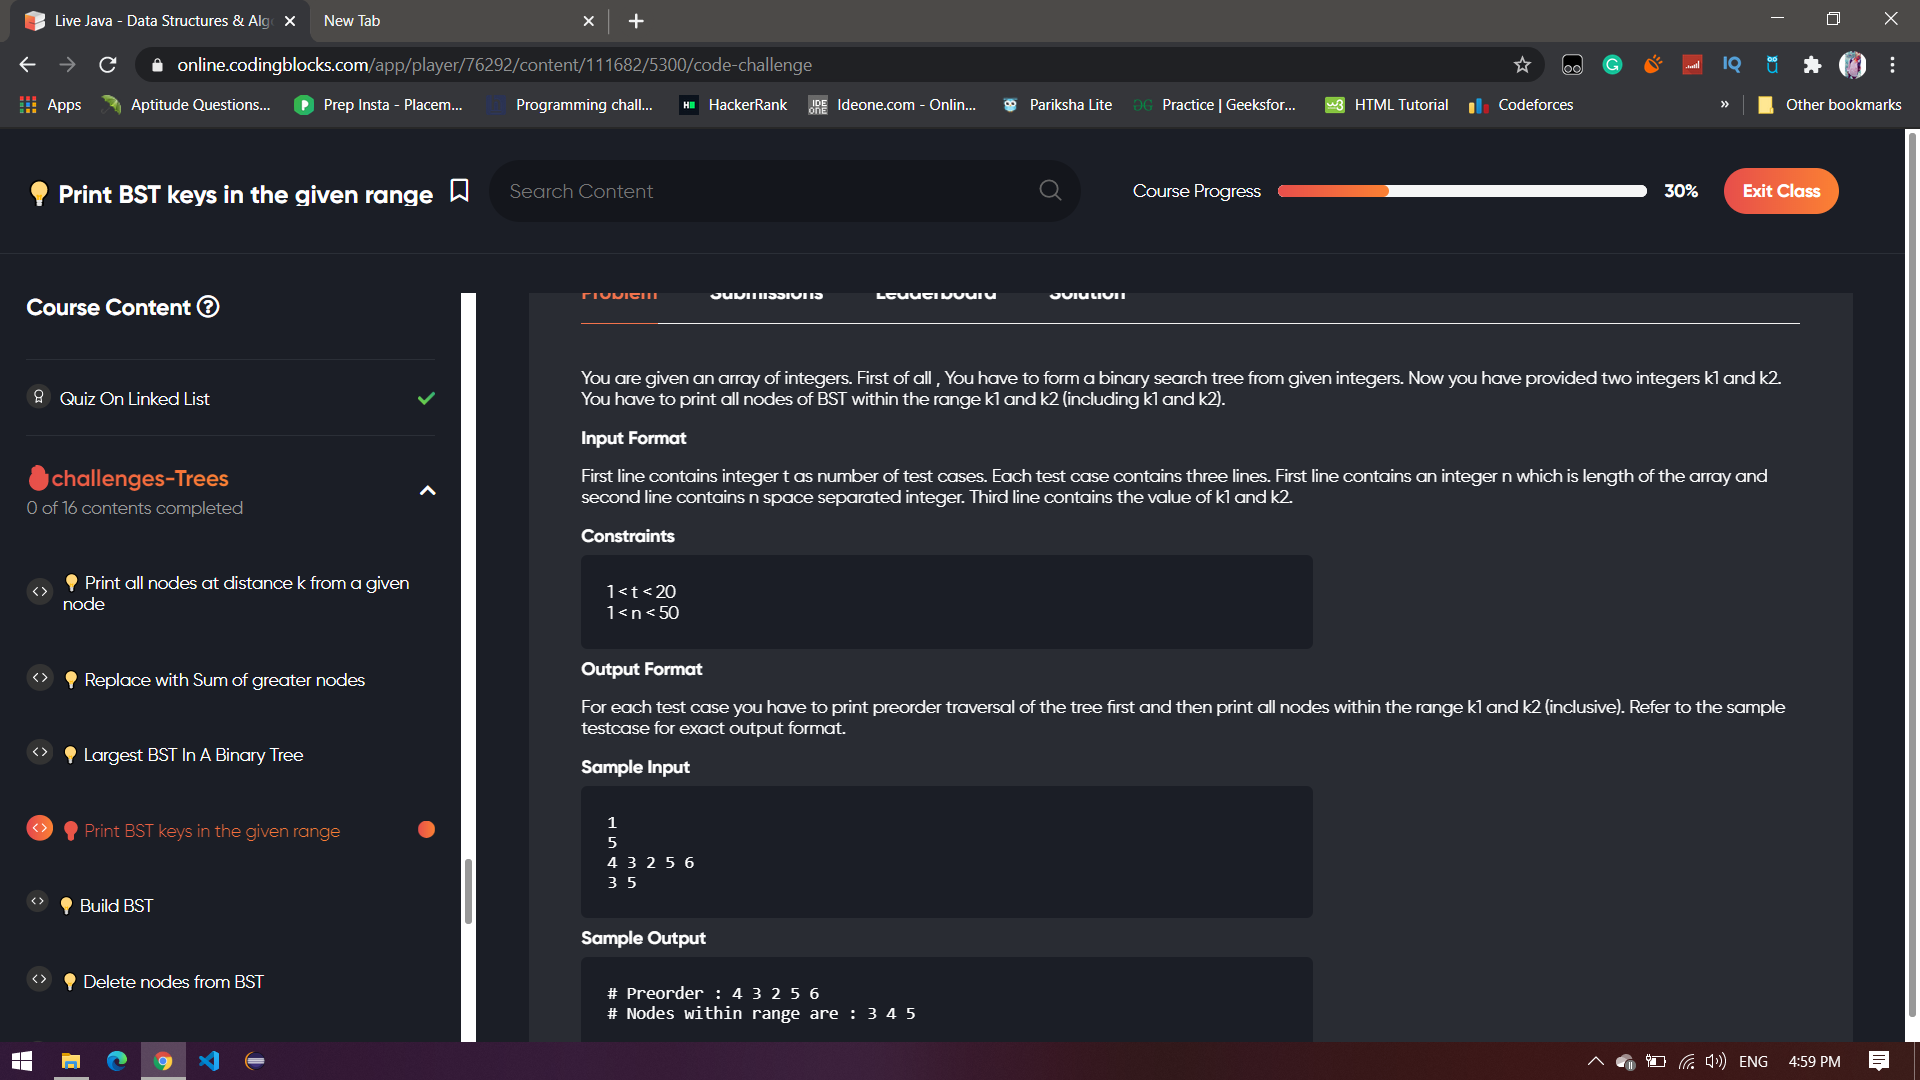 Live Java - Data Structures & Algo
New Tab
online.codingblocks.com/app/player/76292/content/111682/5300/code-challenge
Apps
Aptitude Questions...
Prep Insta - Placem...
Programming chall...
HackerRank
Ideone.com - Onlin...
Pariksha Lite
Practice | Geeksfor...
HTML Tutorial
Codeforces
»
Other bookmarks
Print BST keys in the given range
Search Content
Course Progress
30%
Exit Class
Course Content
Quiz On Linked List
challenges-Trees
0 of 16 contents completed
Print all nodes at distance k from a given
node
Replace with Sum of greater nodes
Largest BST In A Binary Tree
Print BST keys in the given range
Build BST
Delete nodes from BST
Problem
Submissions
Leaderboard
Solution
You are given an array of integers. First of all , You have to form a binary search tree from given integers. Now you have provided two integers k1 and k2.
You have to print all nodes of BST within the range k1 and k2 (including k1 and k2).
Input Format
First line contains integer t as number of test cases. Each test case contains three lines. First line contains an integer n which is length of the array and
second line contains n space separated integer. Third line contains the value of k1 and k2.
Constraints
1 < t < 20
1 < n < 50
Output Format
For each test case you have to print preorder traversal of the tree first and then print all nodes within the range k1 and k2 (inclusive). Refer to the sample
testcase for exact output format.
Sample Input
1
5
4 3 2 5 6
3 5
Sample Output
# Preorder : 4 3 2 5 6
# Nodes within range are : 3 4 5
ENG
4:59 PM